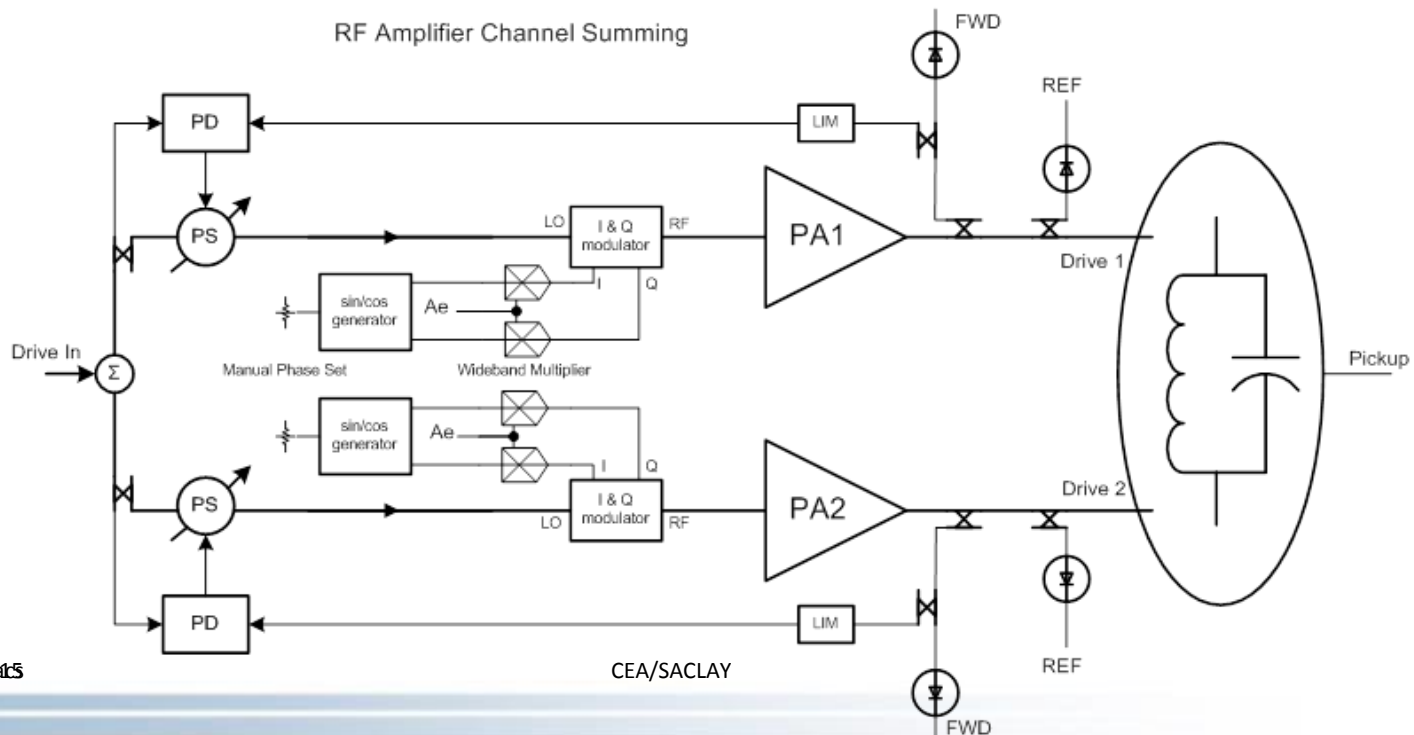 RF Amplifier Channel Summing
FWD
REF
PD
LIM
PS
LO
I & Q
modulator
RF
PA1
Drive 1
I
Q
sin/cos
generator
Ae
Drive In
Σ
Manual Phase Set
Wideband Multiplier
Pickup
sin/cos
generator
Ae
I
Q
PS
LO
I & Q
modulator
RF
PA2
Drive 2
PD
LIM
REF
CEA/SACLAY
FWD